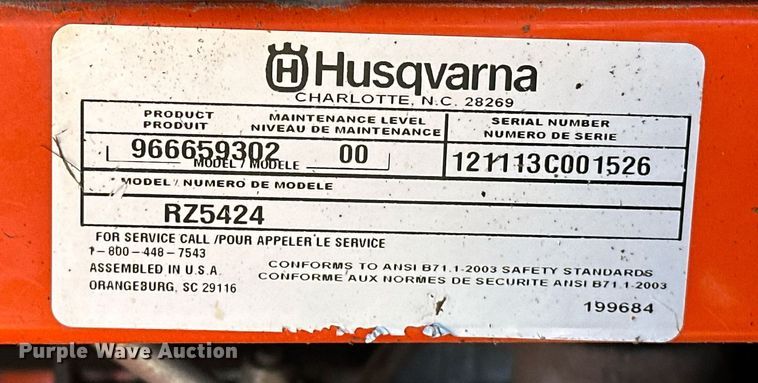 Husqvarna
CHARLOTTE, N.C. 28269
PRODUCT MAINTENANCE LEVEL SERIAL NUMBER
PRODUIT NIVEAU DE MAINTENANCE NUMERO DE SERIE
966659302 00 121113C001526
MODEL / MODELE
MODEL / NUMERO DE MODELE
RZ5424
FOR SERVICE CALL /POUR APPELER LE SERVICE
1-800-448-7543
ASSEMBLED IN U.S.A. CONFORMS TO ANSI B71.1-2003 SAFETY STANDARDS
ORANGEBURG, SC 29116 CONFORME AUX NORMES DE SECURITE ANSI B71.1-2003
199684
Purple Wave Auction